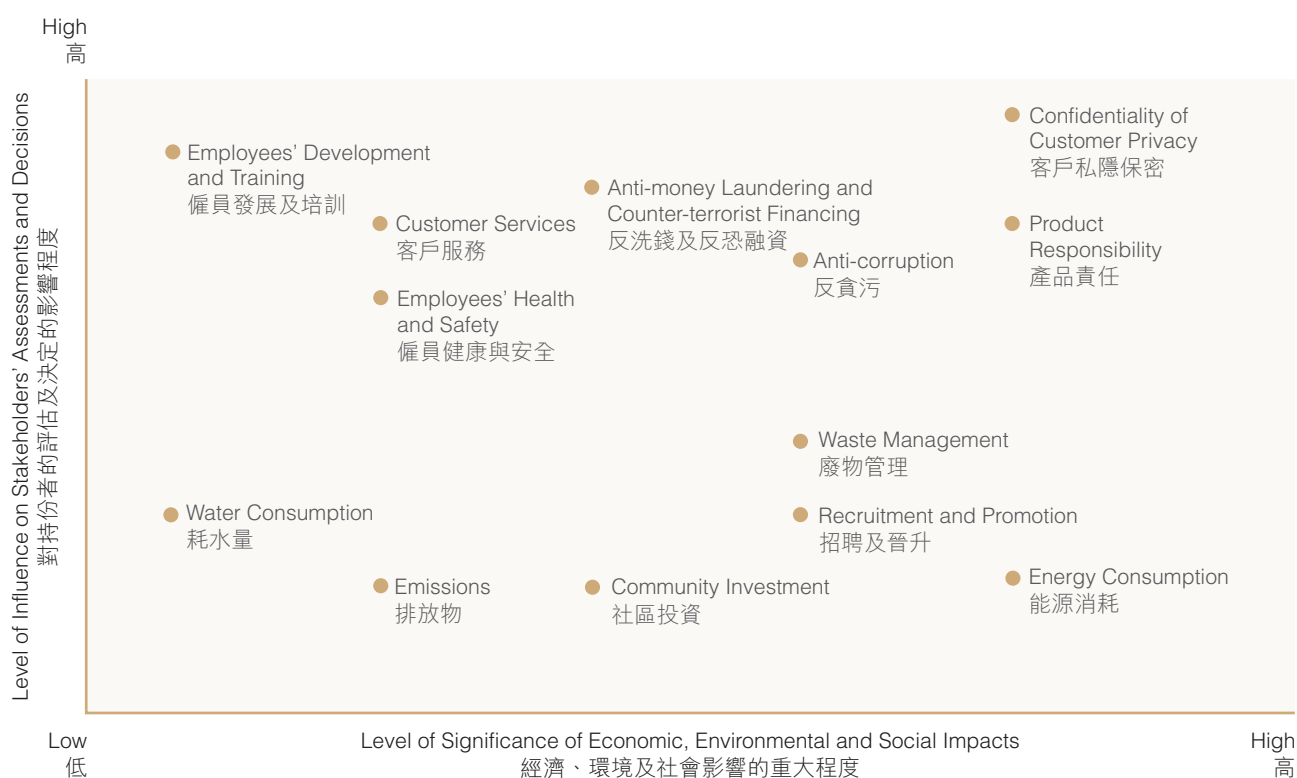 High
高
Level of Influence on Stakeholders' Assessments and Decisions
對持份者的評估及決定的影響程度
Confidentiality of
Customer Privacy
客戶私隱保密
Employees' Development
and Training
僱員發展及培訓
Anti-money Laundering and
Counter-terrorist Financing
反洗錢及反恐融資
Customer Services
客戶服務
Product
Responsibility
產品責任
Anti-corruption
反貪污
Employees' Health
and Safety
僱員健康與安全
Waste Management
廢物管理
Water Consumption
耗水量
Recruitment and Promotion
招聘及晉升
Emissions
排放物
Community Investment
社區投資
Energy Consumption
能源消耗
Low
低
Level of Significance of Economic, Environmental and Social Impacts
經濟、環境及社會影響的重大程度
High
高